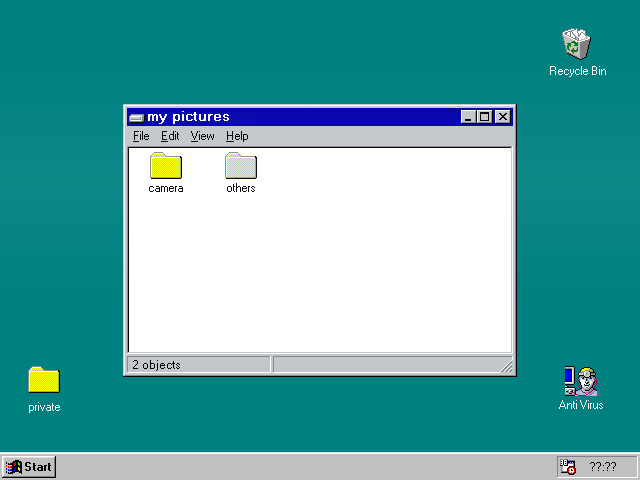 Recycle Bin
my pictures
File Edit View Help
camera others
2 objects
private
Anti Virus
Start ??:??